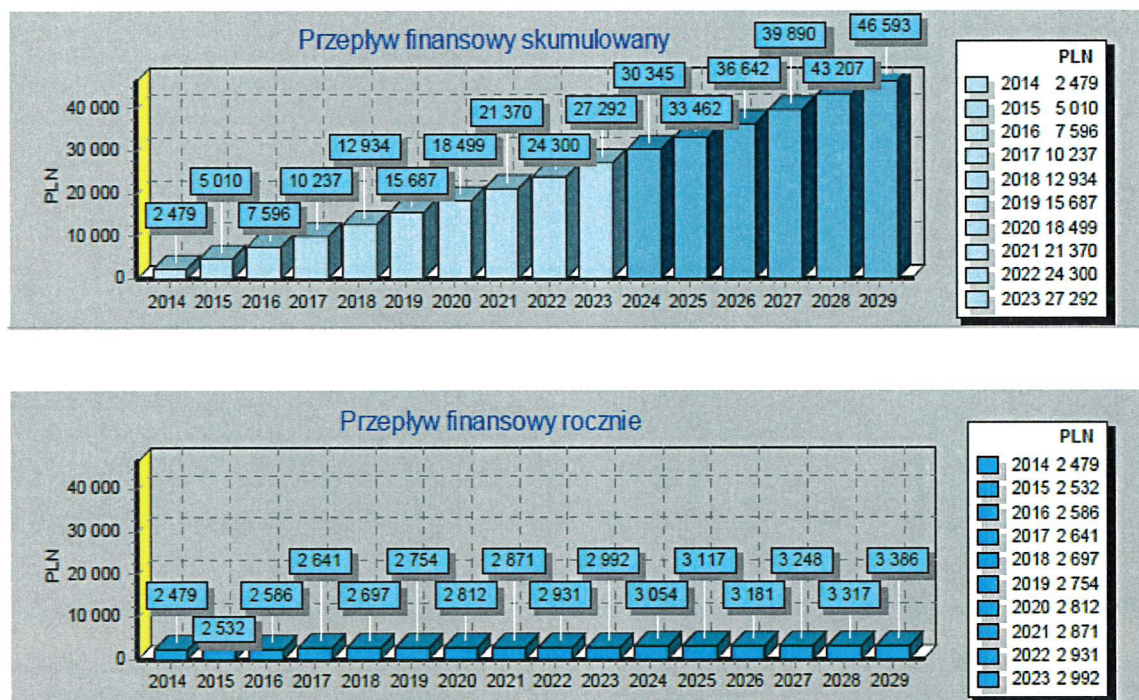 Przepływ finansowy skumulowany
PLN
40 000
30 000
20 000
10 000
0
2 479
5 010
7 596
10 237
12 934
15 687
18 499
21 370
24 300
27 292
30 345
33 462
36 642
39 890
43 207
46 593
2014 2015 2016 2017 2018 2019 2020 2021 2022 2023 2024 2025 2026 2027 2028 2029
PLN
2014 2 479
2015 5 010
2016 7 596
2017 10 237
2018 12 934
2019 15 687
2020 18 499
2021 21 370
2022 24 300
2023 27 292
Przepływ finansowy rocznie
PLN
40 000
30 000
20 000
10 000
0
2 479
2 532
2 586
2 641
2 697
2 754
2 812
2 871
2 931
2 992
3 054
3 117
3 181
3 248
3 317
3 386
2014 2015 2016 2017 2018 2019 2020 2021 2022 2023 2024 2025 2026 2027 2028 2029
PLN
2014 2 479
2015 2 532
2016 2 586
2017 2 641
2018 2 697
2019 2 754
2020 2 812
2021 2 871
2022 2 931
2023 2 992